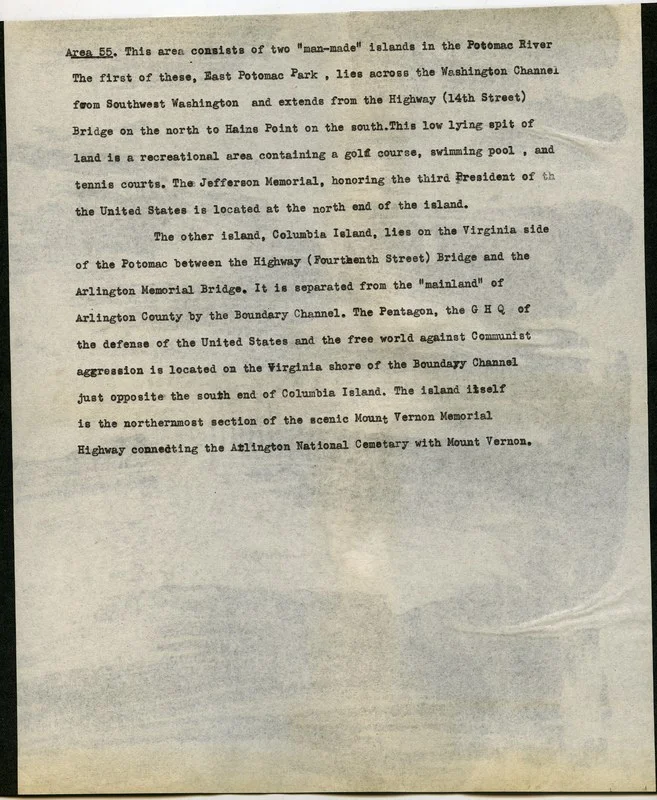 Area 55. This area consists of two "man-made" islands in the Potomac River
The first of these, East Potomac Park , lies across the Washington Channel
from Southwest Washington and extends from the Highway (14th Street)
Bridge on the north to Hains Point on the south.This low lying spit of
land is a recreational area containing a golf course, swimming pool , and
tennis courts. The Jefferson Memorial, honoring the third President of th
the United States is located at the north end of the island.
The other island, Columbia Island, lies on the Virginia side
of the Potomac between the Highway (Fourteenth Street) Bridge and the
Arlington Memorial Bridge. It is separated from the "mainland" of
Arlington County by the Boundary Channel. The Pentagon, the G H Q of
the defense of the United States and the free world against Communist
aggression is located on the Virginia shore of the Boundary Channel
just opposite the south end of Columbia Island. The island itself
is the northernmost section of the scenic Mount Vernon Memorial
Highway connecting the Arlington National Cemetary with Mount Vernon.